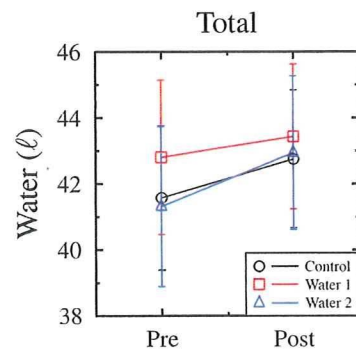 Total
Water (ℓ)
46
44
42
40
38
Pre Post
Control
Water 1
Water 2